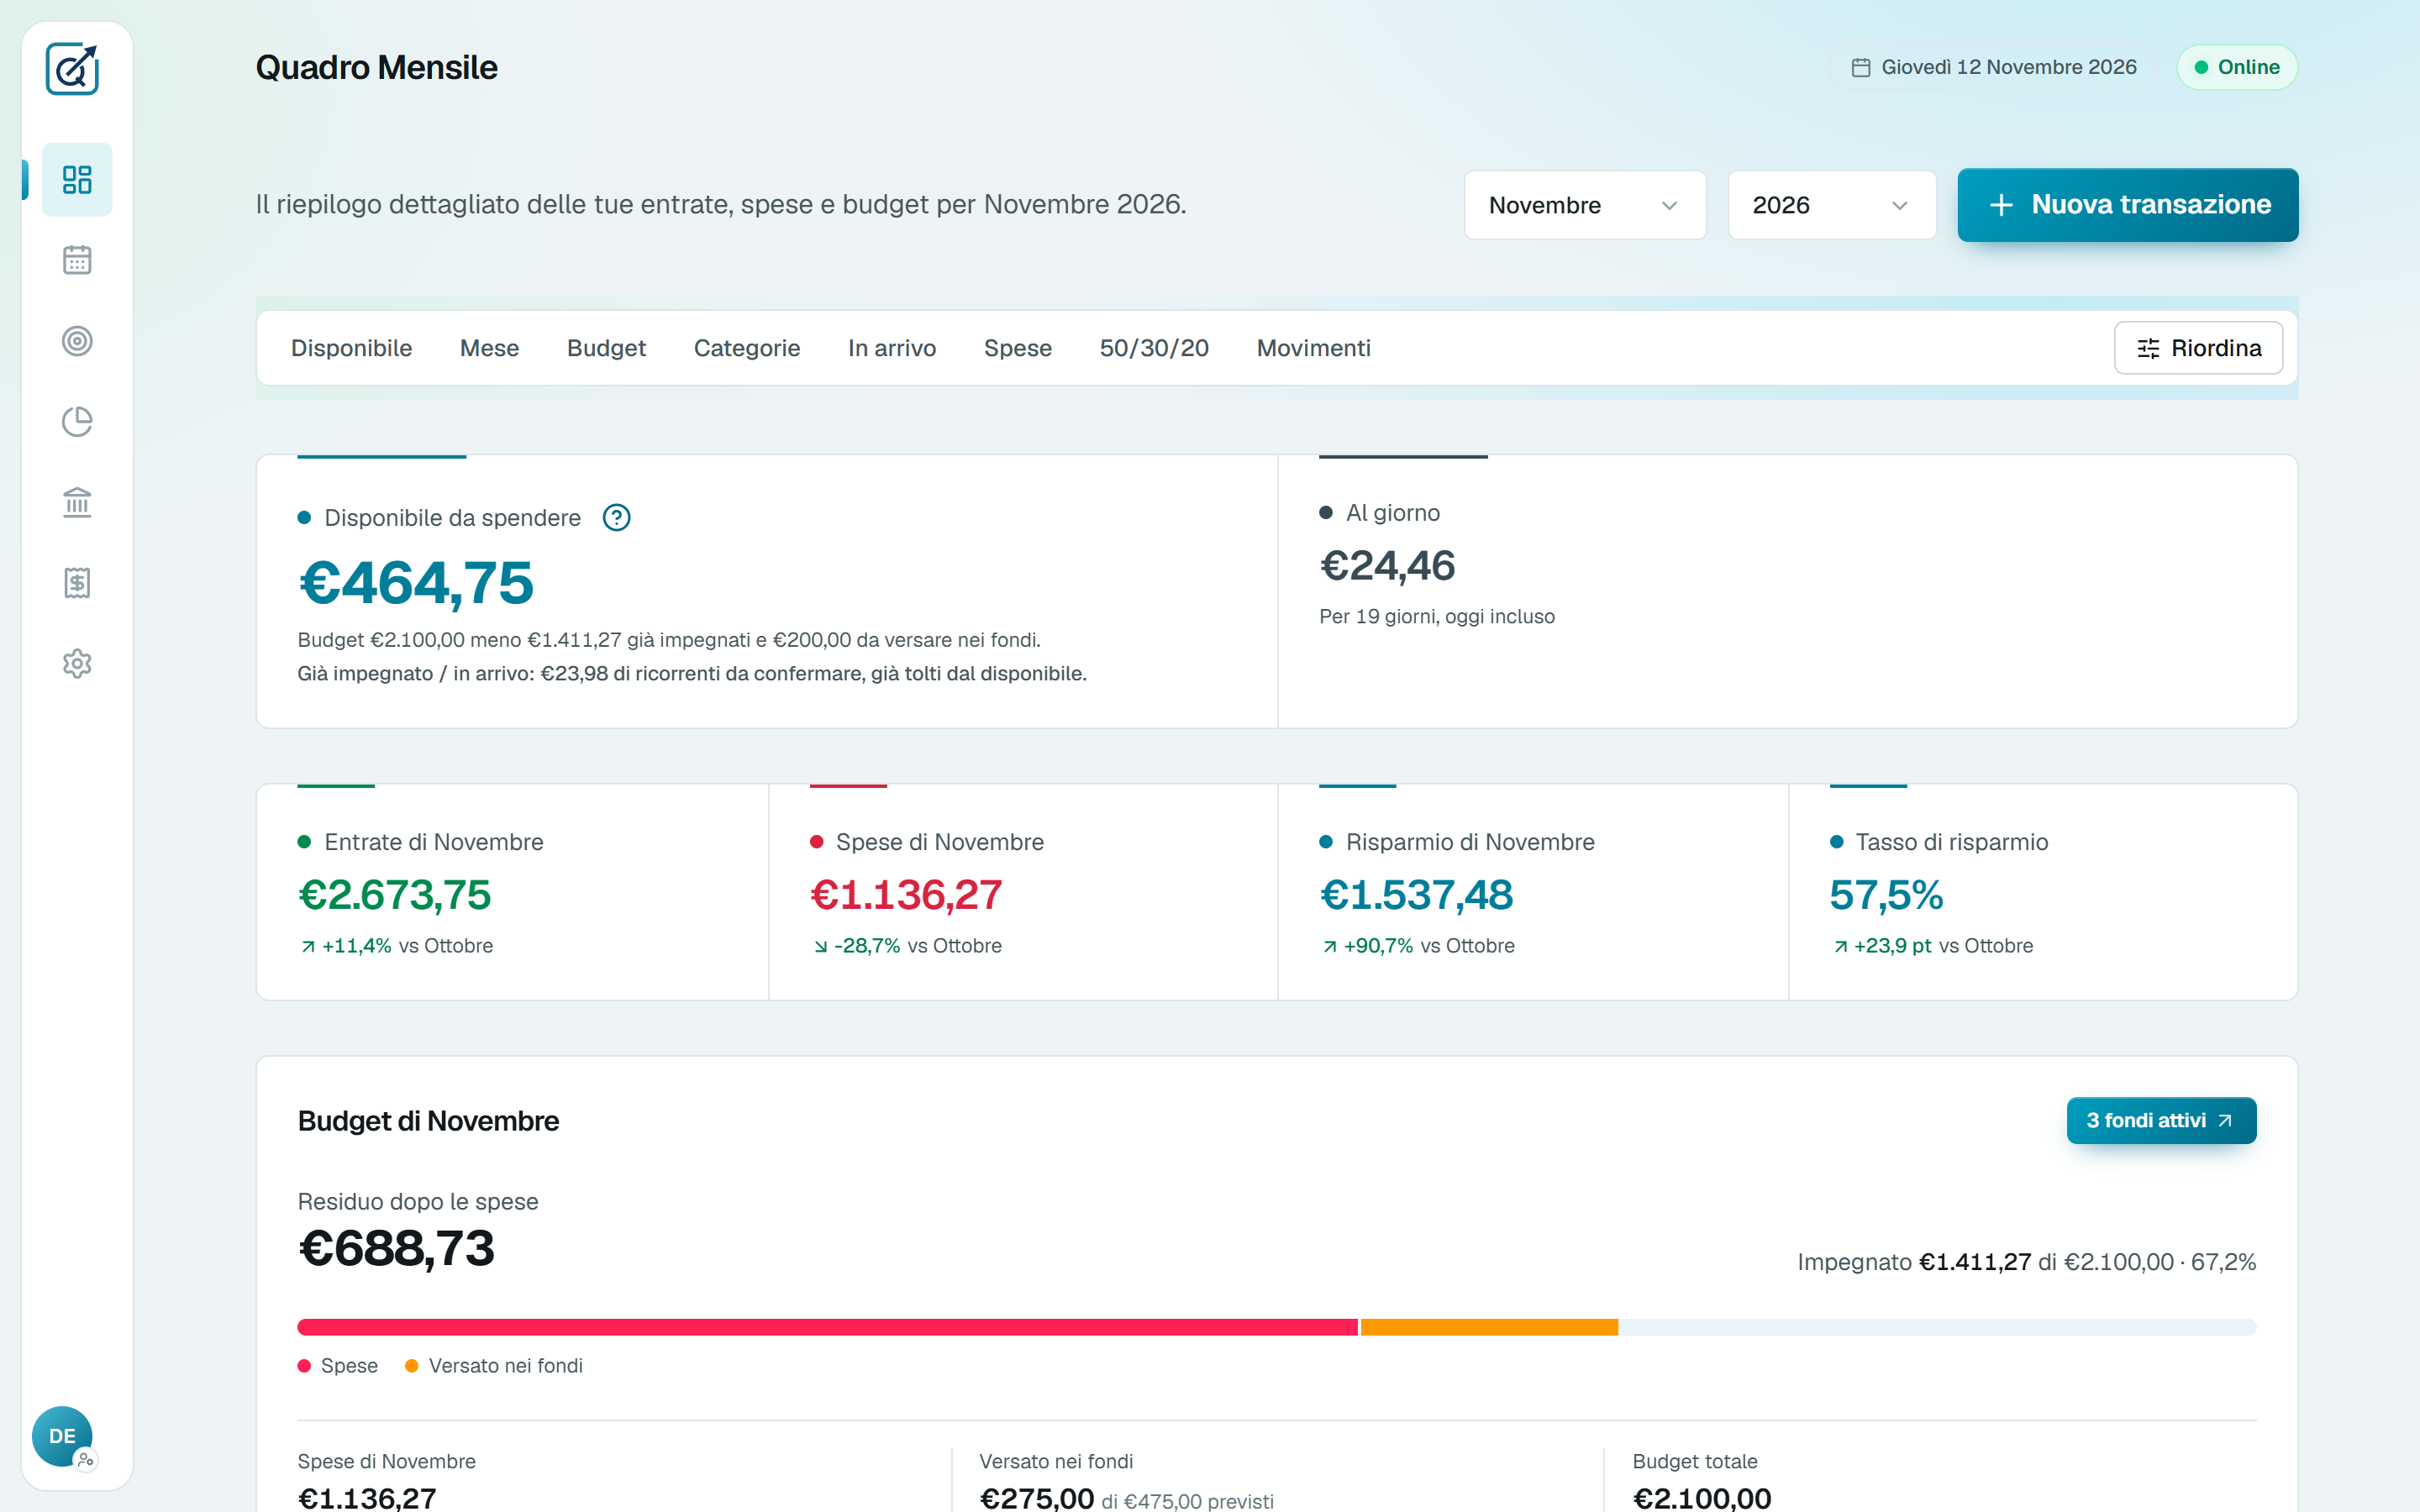 Quadro Mensile
Giovedì 12 Novembre 2026
Online
Il riepilogo dettagliato delle tue entrate, spese e budget per Novembre 2026.
Novembre
2026
Nuova transazione
Disponibile
Mese
Budget
Categorie
In arrivo
Spese
50/30/20
Movimenti
Riordina
Disponibile da spendere
€464,75
Budget €2.100,00 meno €1.411,27 già impegnati e €200,00 da versare nei fondi.
Già impegnato / in arrivo: €23,98 di ricorrenti da confermare, già tolti dal disponibile.
Al giorno
€24,46
Per 19 giorni, oggi incluso
Entrate di Novembre
€2.673,75
+11,4% vs Ottobre
Spese di Novembre
€1.136,27
-28,7% vs Ottobre
Risparmio di Novembre
€1.537,48
+90,7% vs Ottobre
Tasso di risparmio
57,5%
+23,9 pt vs Ottobre
Budget di Novembre
3 fondi attivi
Residuo dopo le spese
€688,73
Impegnato €1.411,27 di €2.100,00 · 67,2%
Spese
Versato nei fondi
Spese di Novembre
€1.136,27
Versato nei fondi
€275,00 di €475,00 previsti
Budget totale
€2.100,00
DE